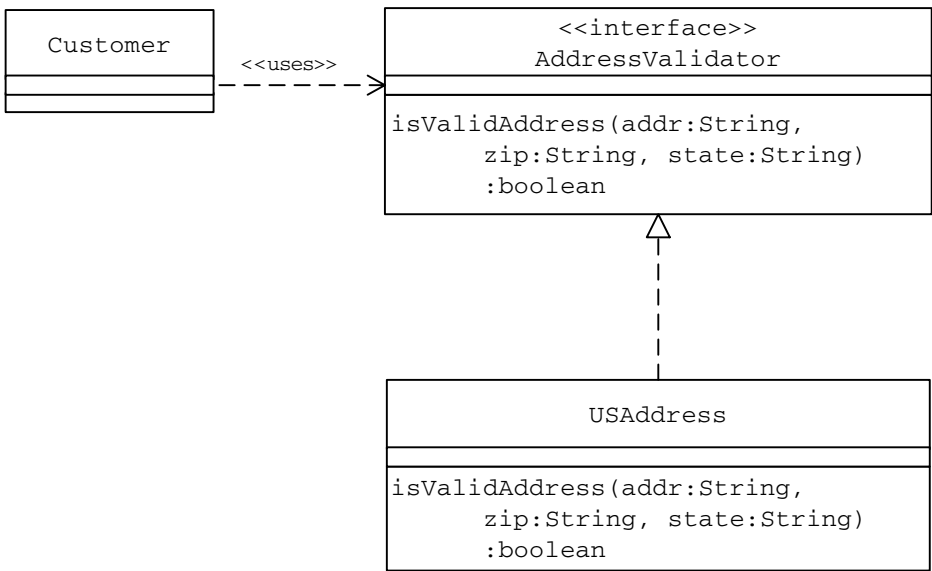 Customer
<<uses>>
<<interface>>
AddressValidator
isValidAddress(addr:String,
zip:String, state:String)
:boolean
USAddress
isValidAddress(addr:String,
zip:String, state:String)
:boolean